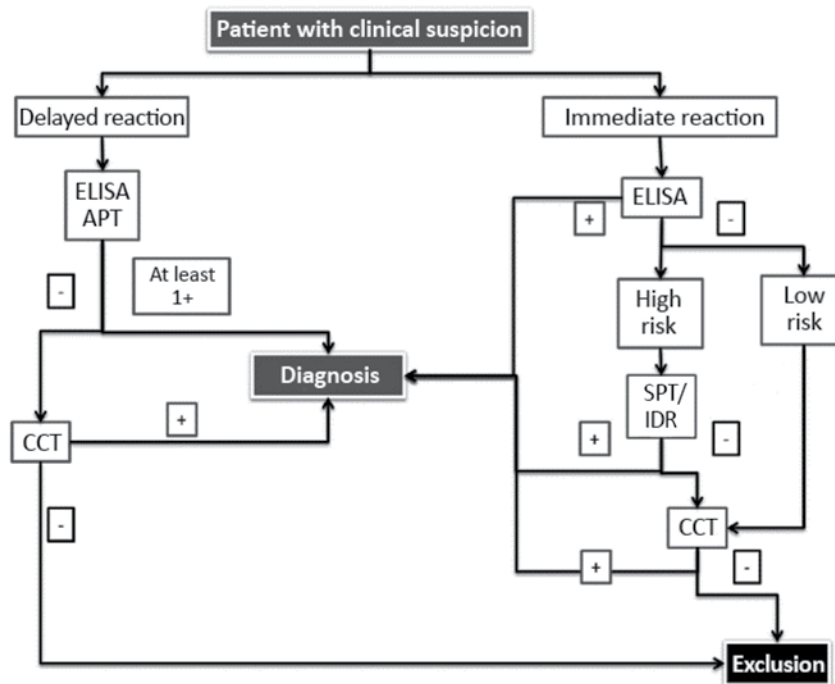 Patient with clinical suspicion
Delayed reaction
Immediate reaction
ELISA
APT
ELISA
+
-
-
At least
1+
High
risk
Low
risk
Diagnosis
SPT/
IDR
+
CCT
+
-
-
CCT
+
-
Exclusion